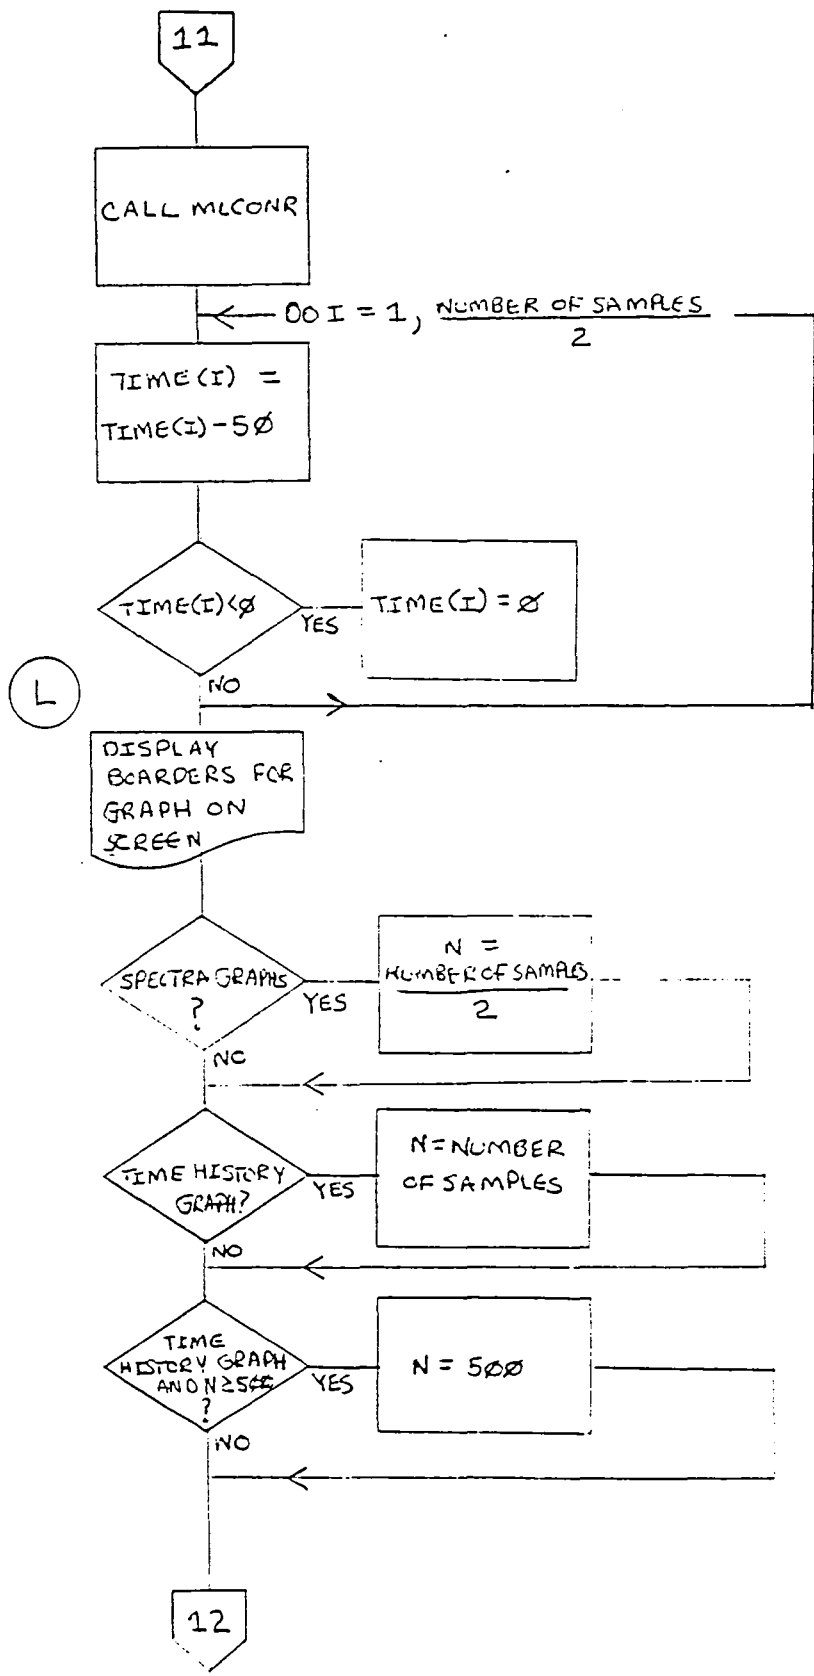 11
CALL MLCONR
DO I = 1, NUMBER OF SAMPLES
2
TIME(I) =
TIME(I) - 5Ø
TIME(I)<Ø
YES
TIME(I) = Ø
NO
L
DISPLAY
BOARDERS FOR
GRAPH ON
SCREEN
SPECTRA GRAPHS
?
YES
N =
NUMBER OF SAMPLES
2
NO
TIME HISTORY
GRAPH?
YES
N = NUMBER
OF SAMPLES
NO
TIME
HISTORY GRAPH
AND N≥5ØØ
?
YES
N = 5ØØ
NO
12